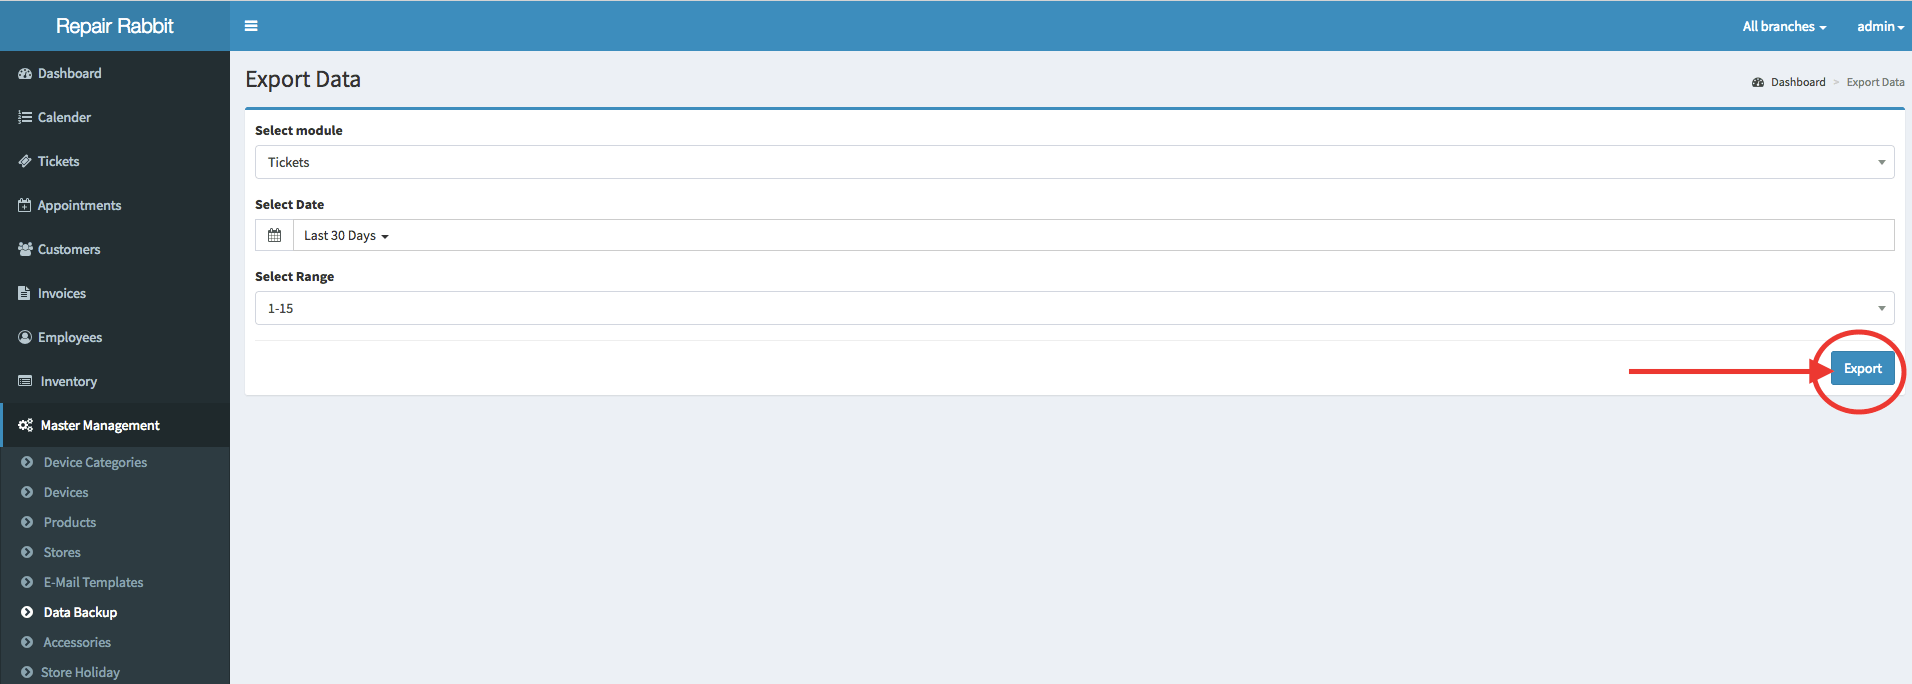 Repair Rabbit
All branches
admin
Dashboard
Calender
Tickets
Appointments
Customers
Invoices
Employees
Inventory
Master Management
Device Categories
Devices
Products
Stores
E-Mail Templates
Data Backup
Accessories
Store Holiday
Export Data
Dashboard > Export Data
Select module
Tickets
Select Date
Last 30 Days
Select Range
1-15
Export